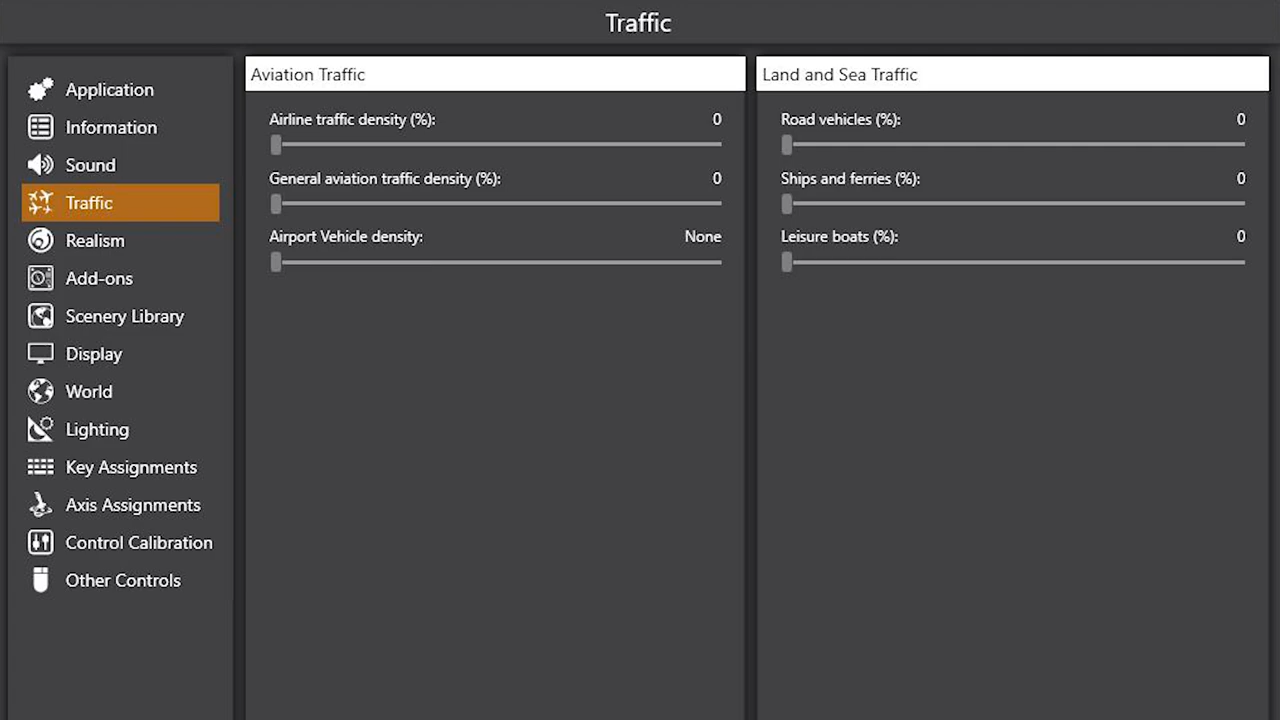 Traffic
Application
Information
Sound
Traffic
Realism
Add-ons
Scenery Library
Display
World
Lighting
Key Assignments
Axis Assignments
Control Calibration
Other Controls
Aviation Traffic
Airline traffic density (%): 0
General aviation traffic density (%): 0
Airport Vehicle density: None
Land and Sea Traffic
Road vehicles (%): 0
Ships and ferries (%): 0
Leisure boats (%): 0